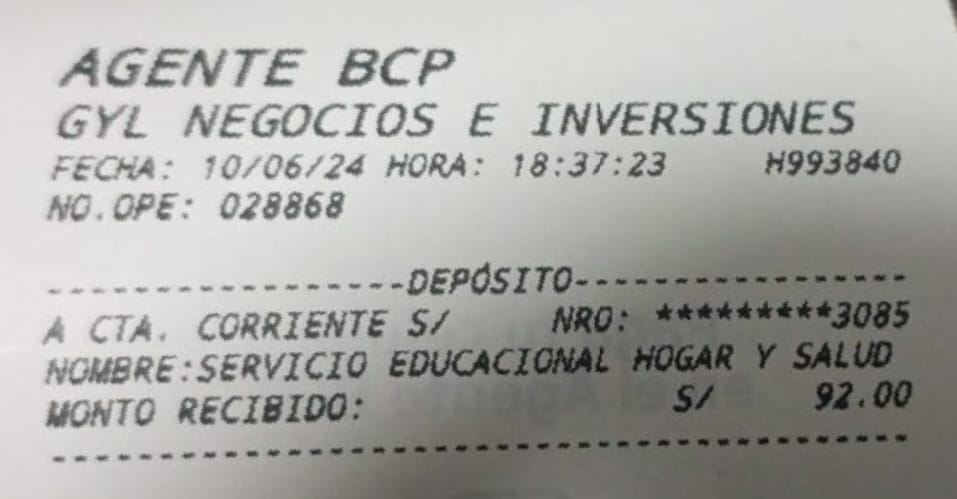 AGENTE BCP
GYL NEGOCIOS E INVERSIONES
FECHA: 10/06/24 HORA: 18:37:23 H993840
NO.OPE: 028868
------------------DEPÓSITO-----------------
A CTA. CORRIENTE S/ NRO: *********3085
NOMBRE:SERVICIO EDUCACIONAL HOGAR Y SALUD
MONTO RECIBIDO: S/ 92.00
--------------------------------------------